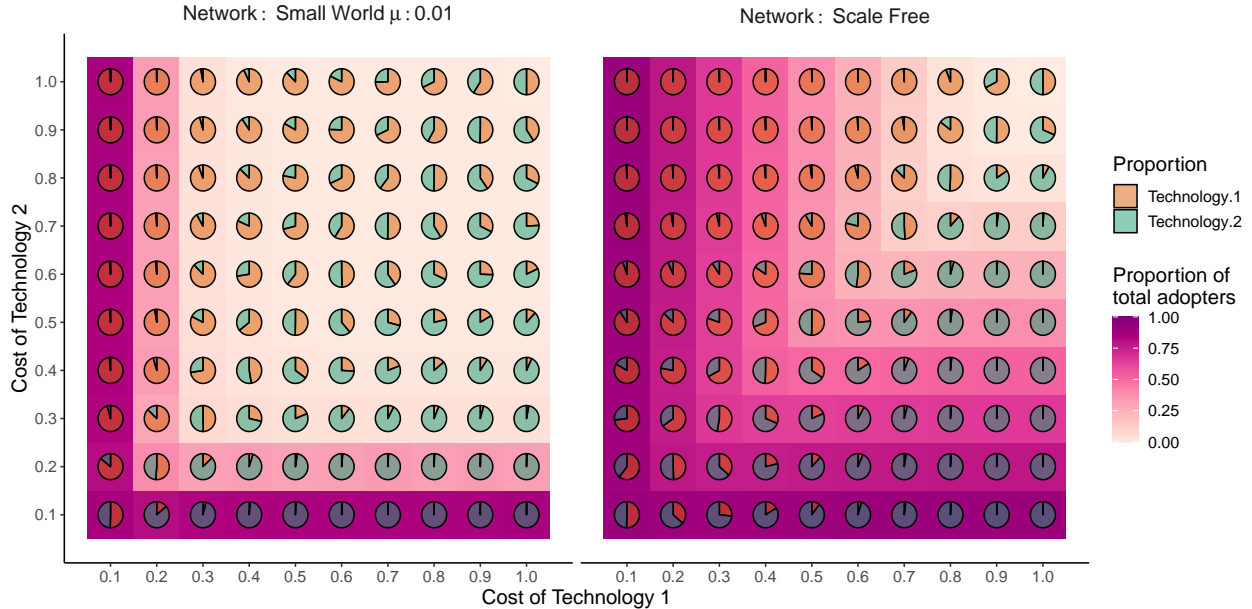 Network: Small World μ: 0.01
Network: Scale Free
Cost of Technology 2
1.0
0.9
0.8
0.7
0.6
0.5
0.4
0.3
0.2
0.1
0.1 0.2 0.3 0.4 0.5 0.6 0.7 0.8 0.9 1.0
0.1 0.2 0.3 0.4 0.5 0.6 0.7 0.8 0.9 1.0
Cost of Technology 1
Proportion
Technology.1
Technology.2
Proportion of
total adopters
1.00
0.75
0.50
0.25
0.00